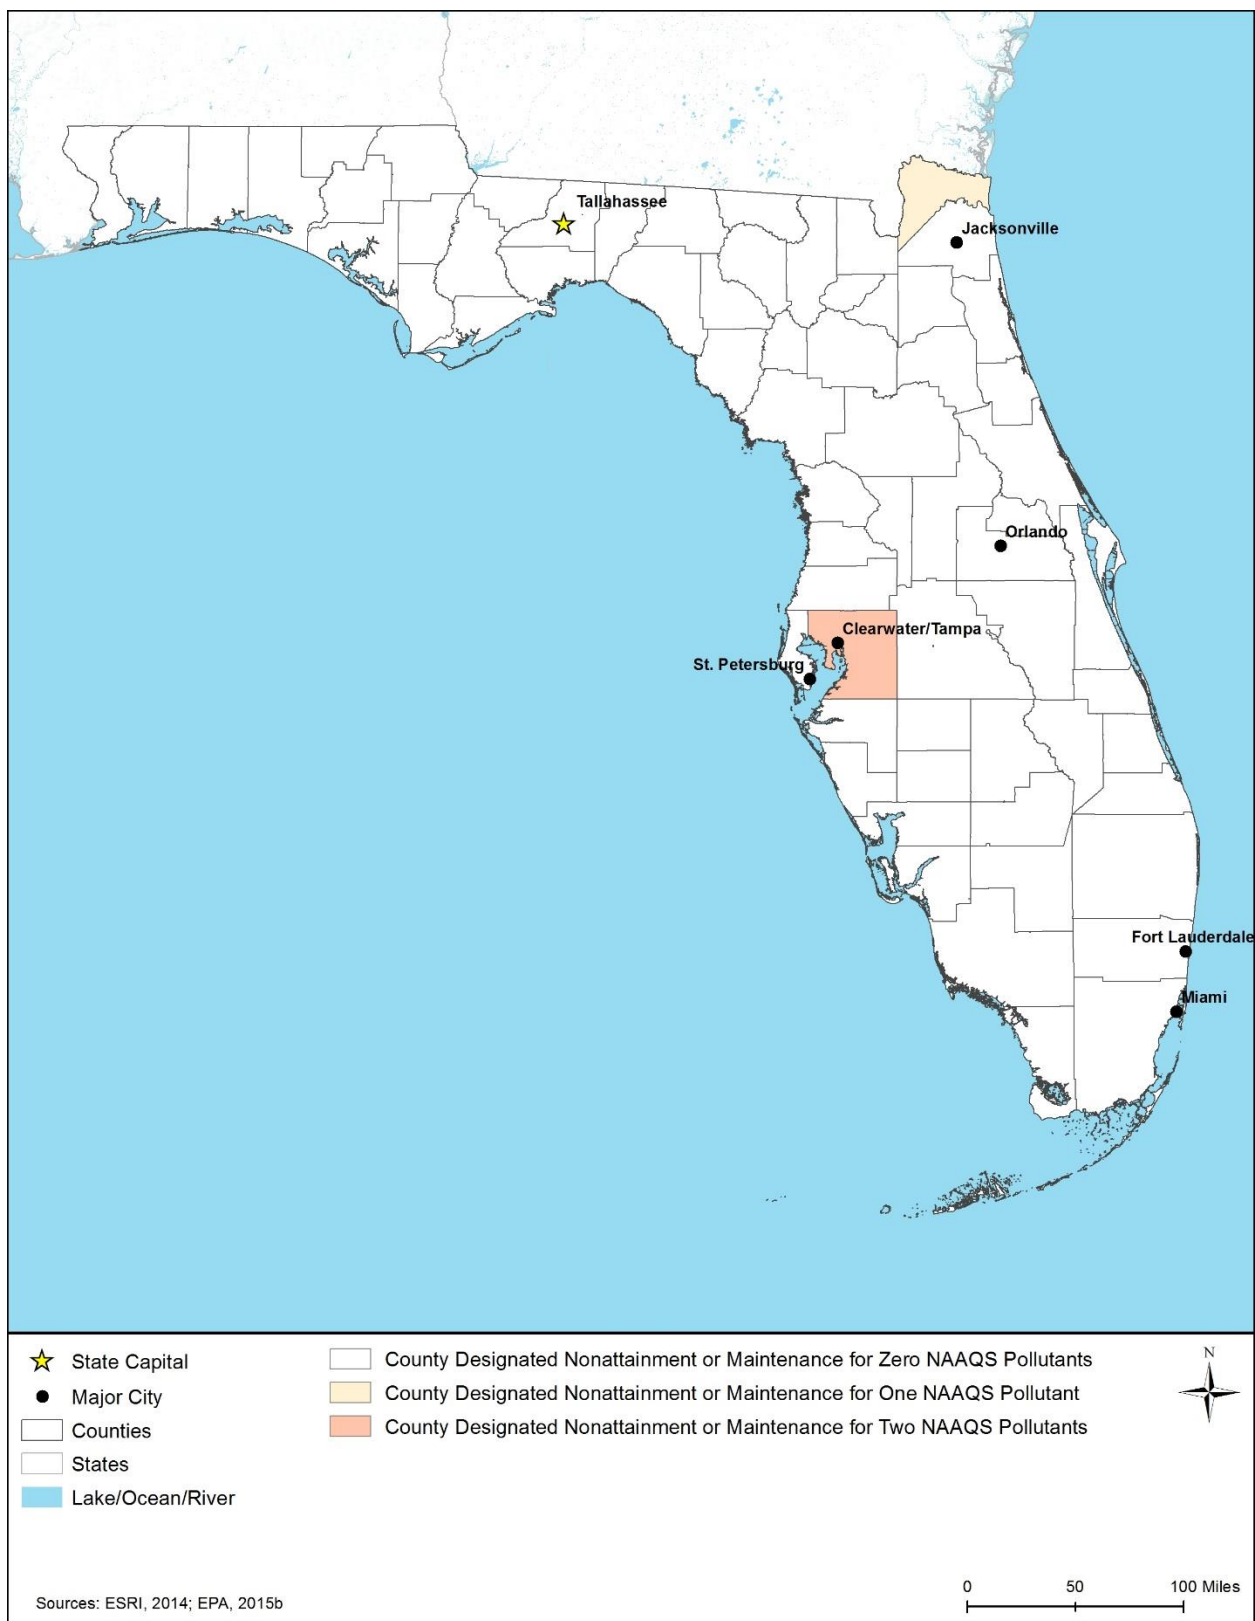 Tallahassee
Jacksonville
Orlando
Clearwater/Tampa
St. Petersburg
Fort Lauderdale
Miami
State Capital
Major City
Counties
States
Lake/Ocean/River
County Designated Nonattainment or Maintenance for Zero NAAQS Pollutants
County Designated Nonattainment or Maintenance for One NAAQS Pollutant
County Designated Nonattainment or Maintenance for Two NAAQS Pollutants
N
Sources: ESRI, 2014; EPA, 2015b
0 50 100 Miles